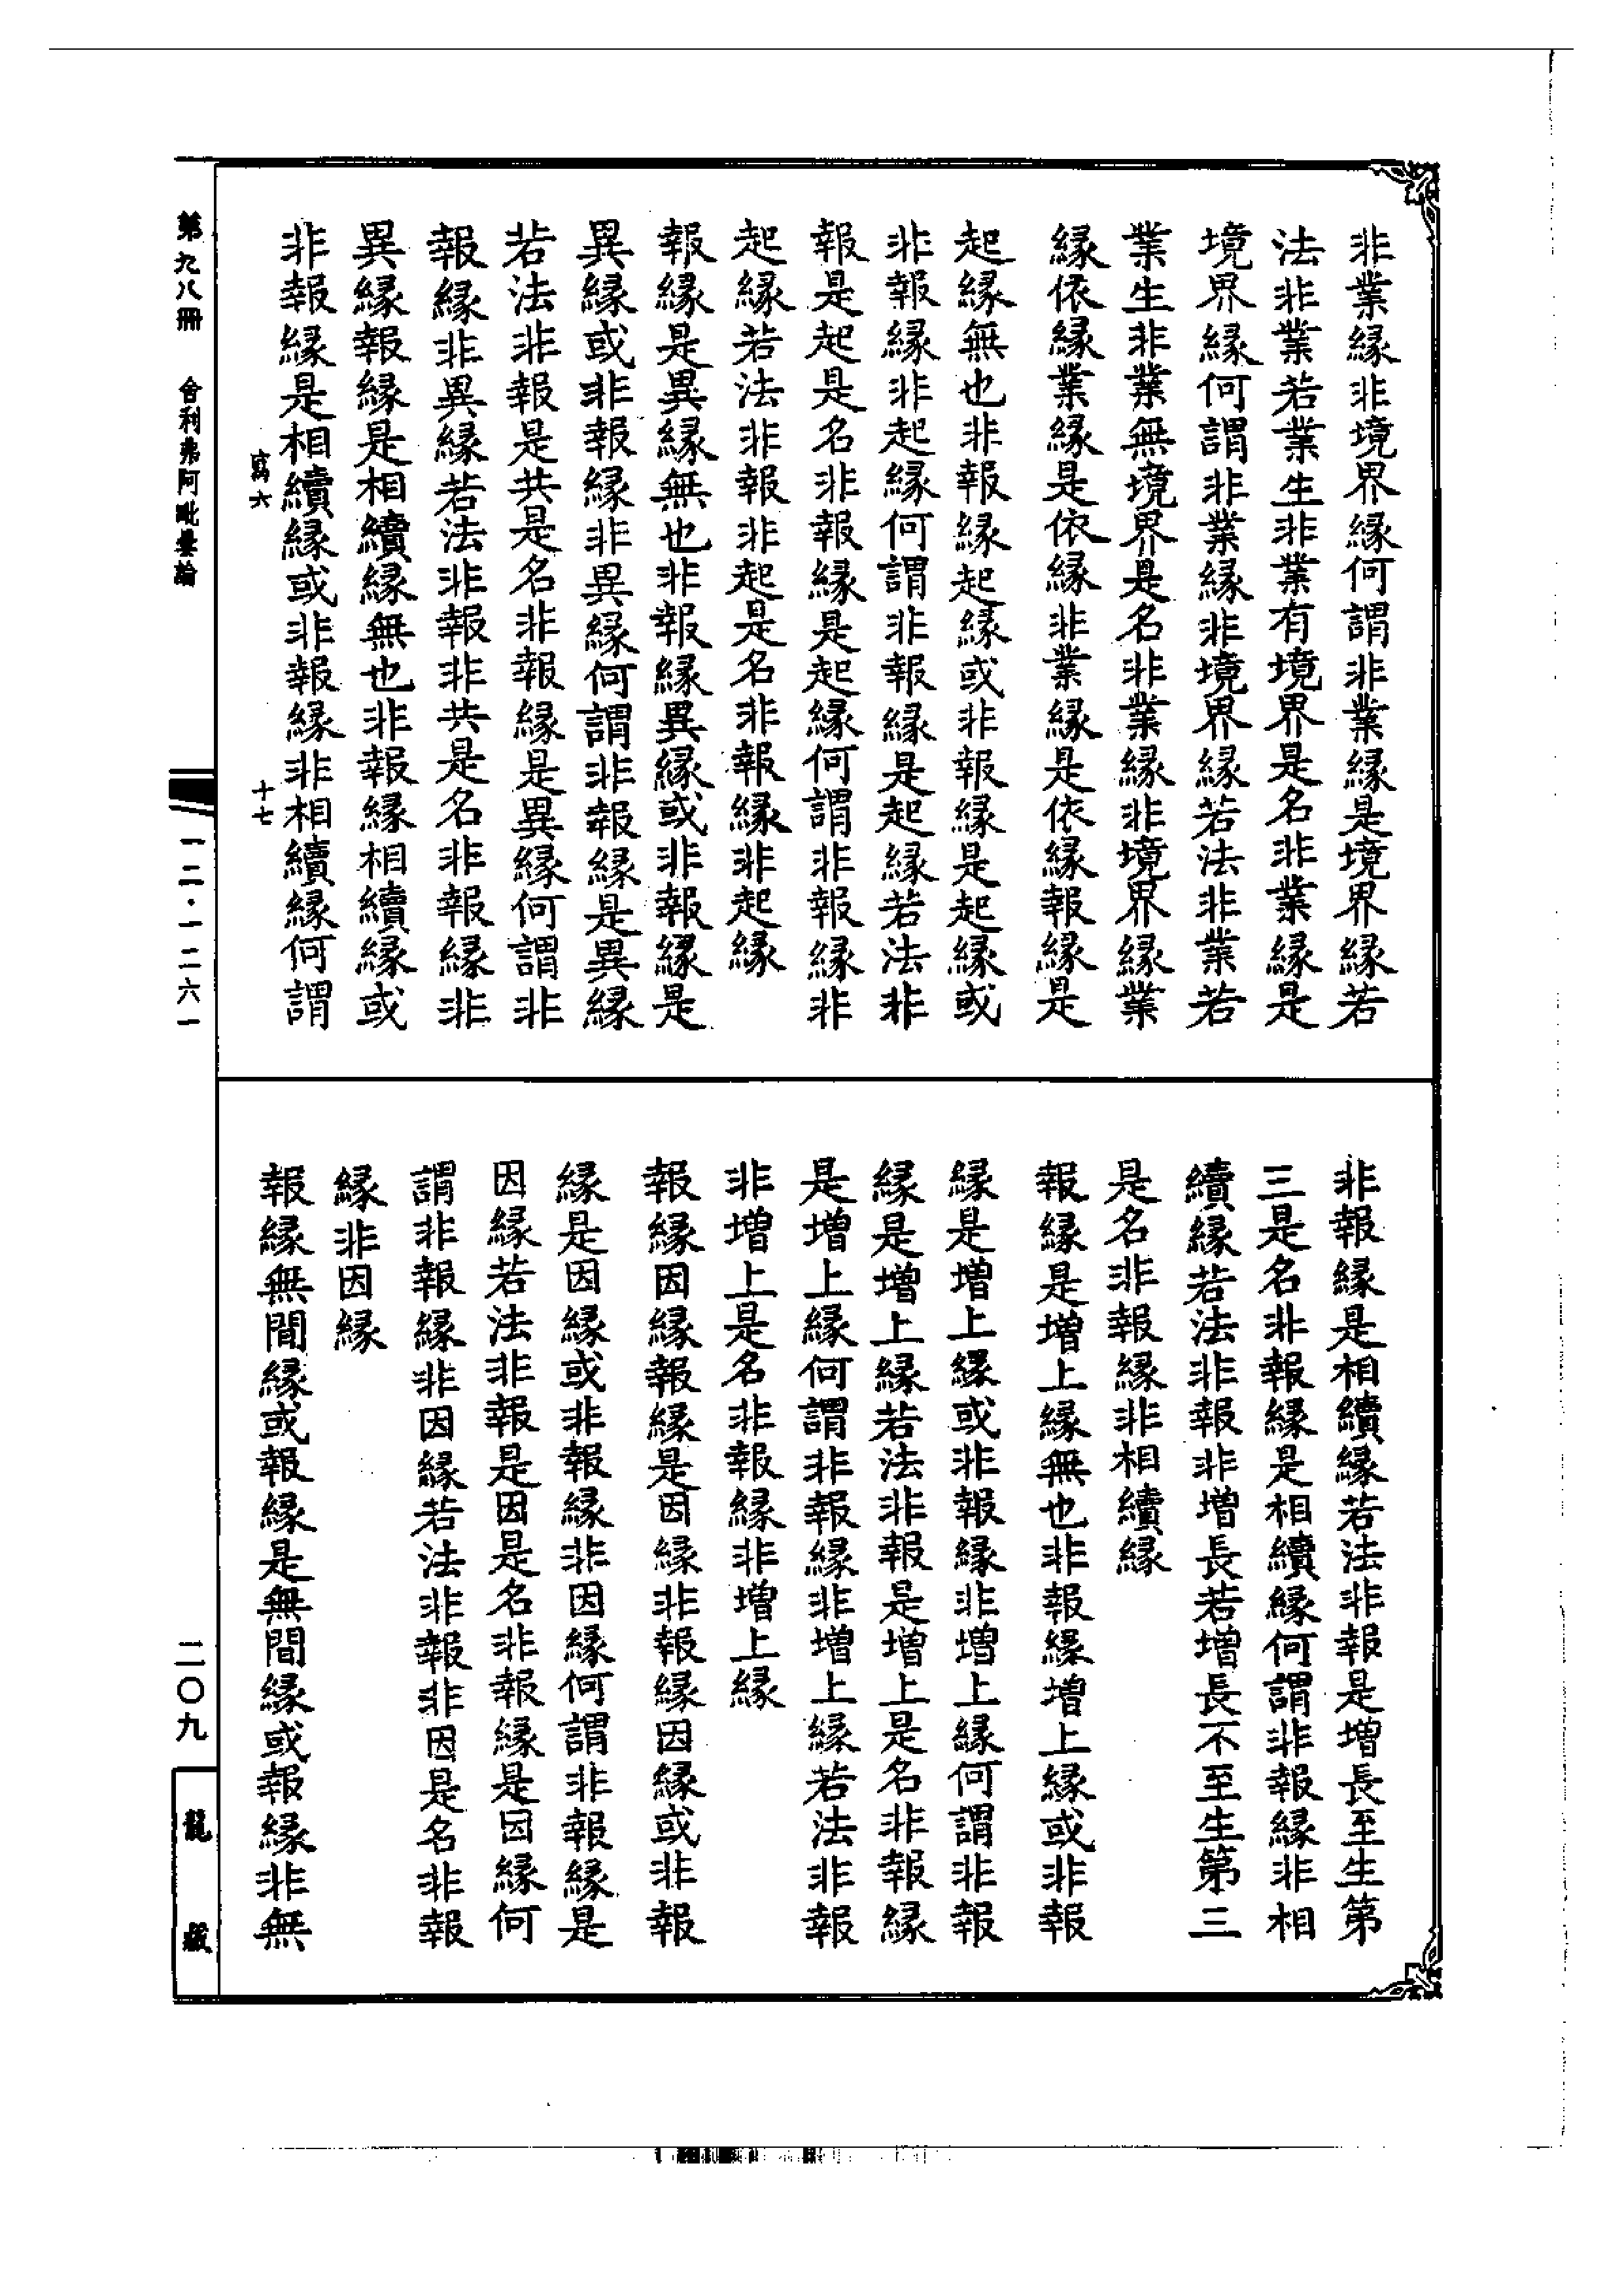 非業緣非境界緣何謂非業緣是境界緣若
法非業若業生非業有境界是名非業緣是
境界緣何謂非業緣非境界緣若法非業若
業生非業無境界是名非業緣非境界緣業
緣依緣業緣是依緣非業緣是依緣報緣是
起緣無也非報緣起緣或非報緣是起緣或
非報緣非起緣何謂非報緣是起緣若法非
報是起是名非報緣是起緣何謂非報緣非
起緣若法非報非起是名非報緣非起緣
報緣是異緣無也非報緣異緣或非報緣是
異緣或非報緣非異緣何謂非報緣是異緣
若法非報是共是名非報緣是異緣何謂非
報緣非異緣若法非報非共是名非報緣非
異緣報緣是相續緣無也非報緣相續緣或
非報緣是相續緣或非報緣非相續緣何謂
非報緣是相續緣若法非報是增長至生第
三是名非報緣是相續緣何謂非報緣非相
續緣若法非報非增長若增長不至生第三
是名非報緣非相續緣
報緣是增上緣無也非報緣增上緣或非報
緣是增上緣或非報緣非增上緣何謂非報
緣是增上緣若法非報是增上是名非報緣
是增上緣何謂非報緣非增上緣若法非報
非增上是名非報緣非增上緣
報緣因緣報緣是因緣非報緣因緣或非報
緣是因緣或非報緣非因緣何謂非報緣是
因緣若法非報是因是名非報緣是因緣何
謂非報緣非因緣若法非報非因是名非報
緣非因緣
報緣無間緣或報緣是無間緣或報緣非無
寫六
十七
第九八冊
舍利弗阿毗曇論
一二·一二六一
二〇九
龍藏